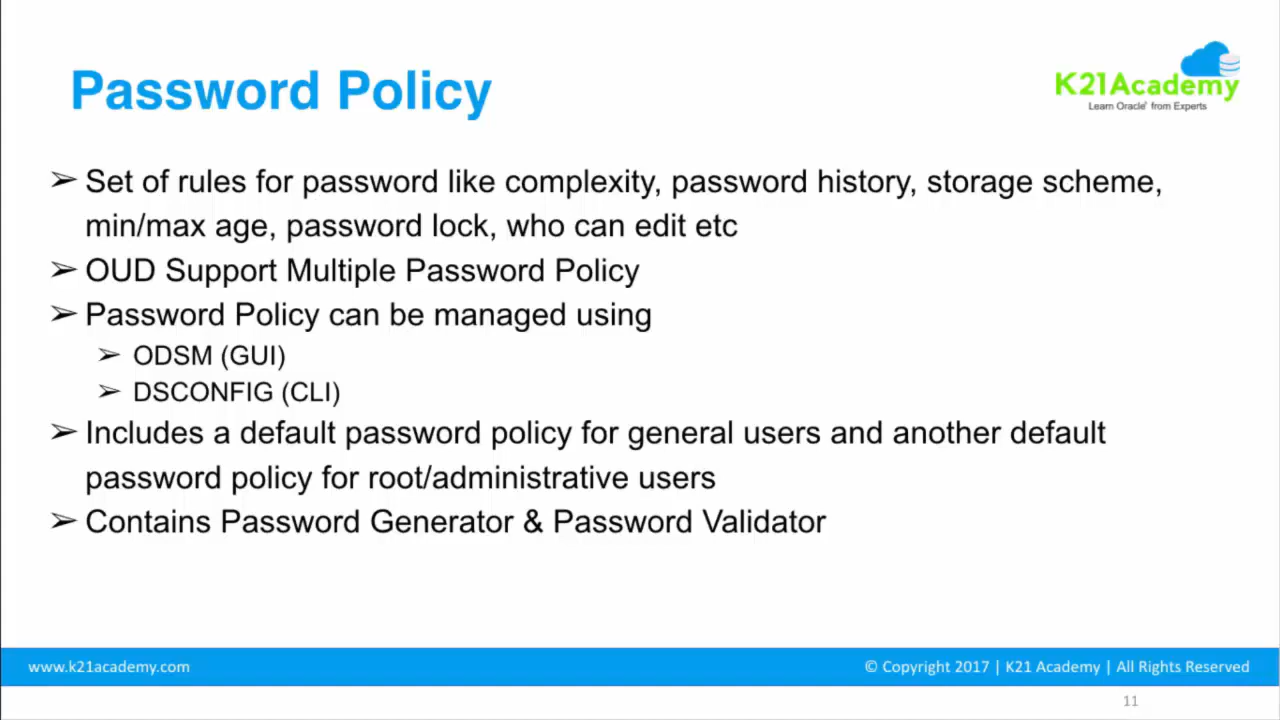 Password Policy
K21Academy
Learn Oracle' from Experts
➢ Set of rules for password like complexity, password history, storage scheme,
min/max age, password lock, who can edit etc
➢ OUD Support Multiple Password Policy
➢ Password Policy can be managed using
➢ ODSM (GUI)
➢ DSCONFIG (CLI)
➢ Includes a default password policy for general users and another default
password policy for root/administrative users
➢ Contains Password Generator & Password Validator
www.k21academy.com
© Copyright 2017 | K21 Academy | All Rights Reserved
11